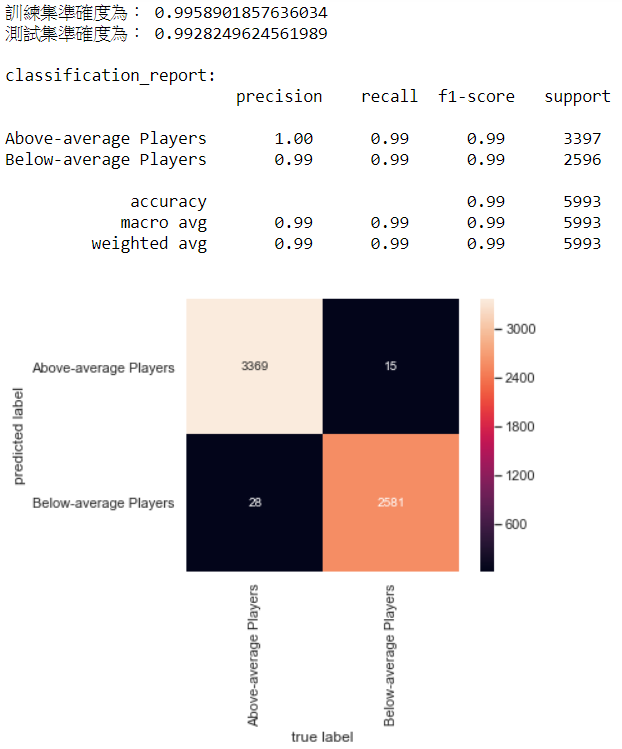 訓練集準確度為： 0.9958901857636034
測試集準確度為： 0.9928249624561989
classification_report:
precision recall f1-score support
Above-average Players 1.00 0.99 0.99 3397
Below-average Players 0.99 0.99 0.99 2596
accuracy 0.99 5993
macro avg 0.99 0.99 0.99 5993
weighted avg 0.99 0.99 0.99 5993
Above-average Players
3369
15
Below-average Players
28
2581
predicted label
3000
2400
1800
1200
600
Above-average Players
Below-average Players
true label